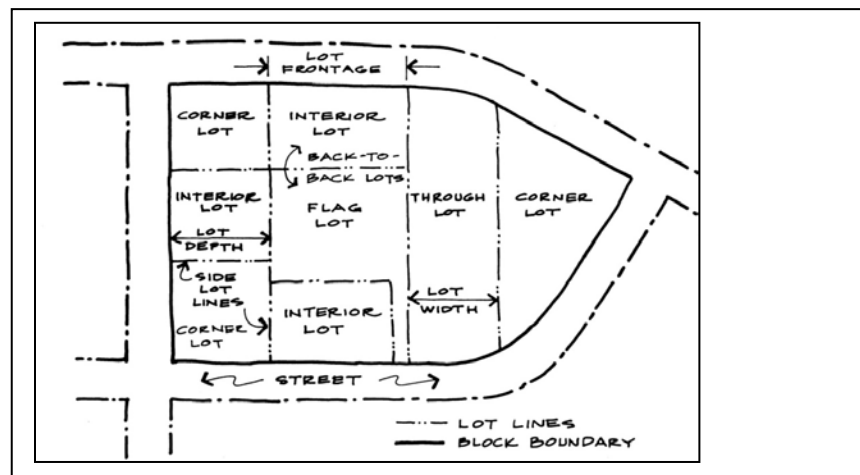 LOT
FRONTAGE
CORNER
LOT
INTERIOR
LOT
BACK-TO-
BACK LOTS
INTERIOR
LOT
FLAG
LOT
THROUGH
LOT
CORNER
LOT
LOT
DEPTH
SIDE
LOT
LINES
LOT
WIDTH
CORNER
LOT
INTERIOR
LOT
STREET
LOT LINES
BLOCK BOUNDARY